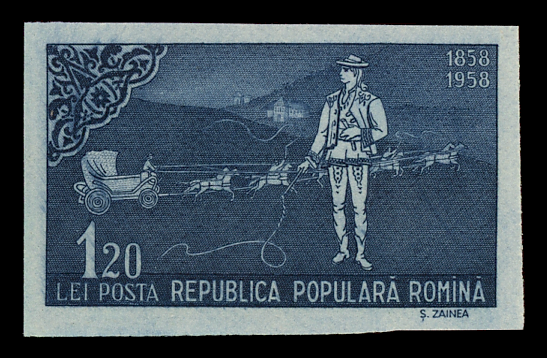 1858
1958
1.20
LEI POSTA REPUBLICA POPULARĂ ROMÎNĂ
Ș. ZAINEA